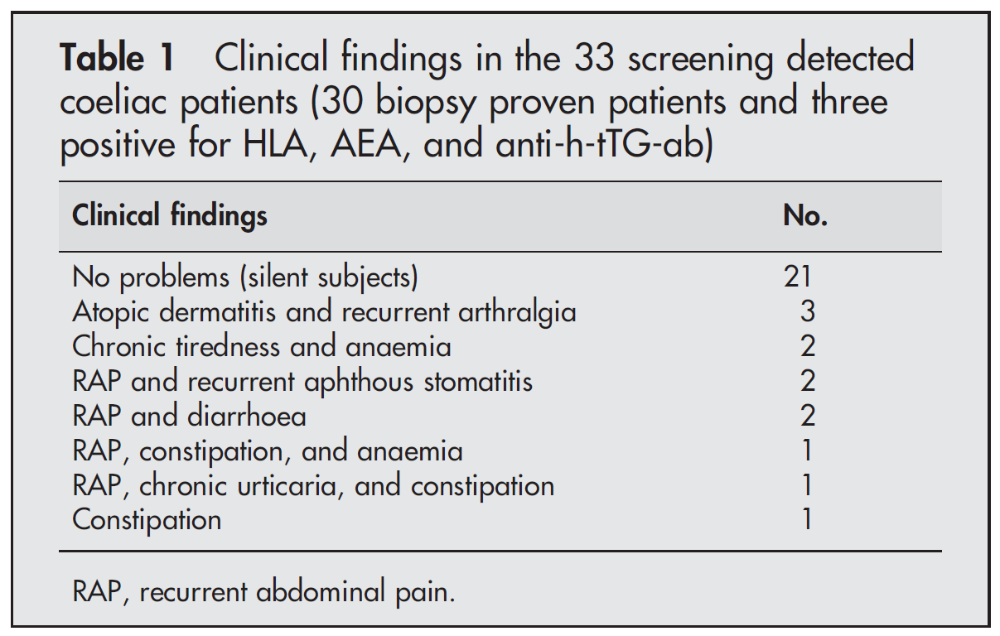 Table 1 Clinical findings in the 33 screening detected
coeliac patients (30 biopsy proven patients and three
positive for HLA, AEA, and anti-h-tTG-ab)
Clinical findings No.
No problems (silent subjects) 21
Atopic dermatitis and recurrent arthralgia 3
Chronic tiredness and anaemia 2
RAP and recurrent aphthous stomatitis 2
RAP and diarrhoea 2
RAP, constipation, and anaemia 1
RAP, chronic urticaria, and constipation 1
Constipation 1
RAP, recurrent abdominal pain.